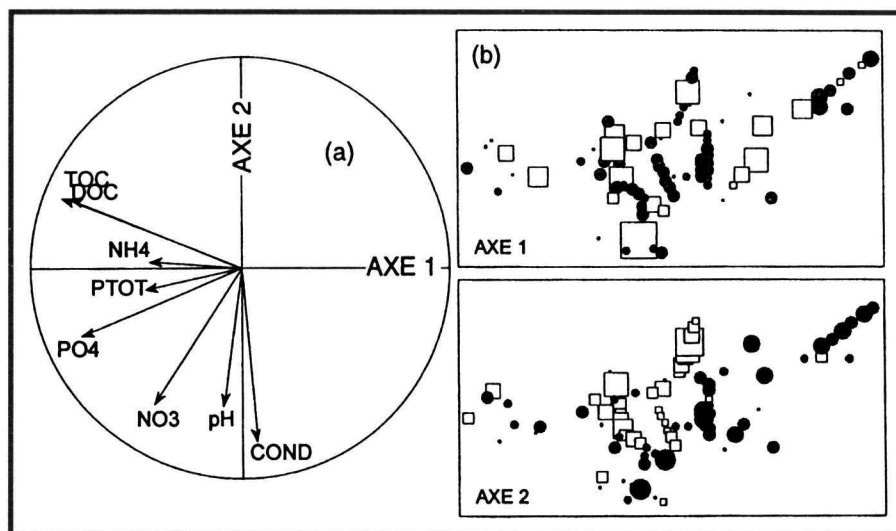 (a)
AXE 2
AXE 1
TOC
DOC
NH4
PTOT
PO4
NO3
pH
COND
(b)
AXE 1
AXE 2